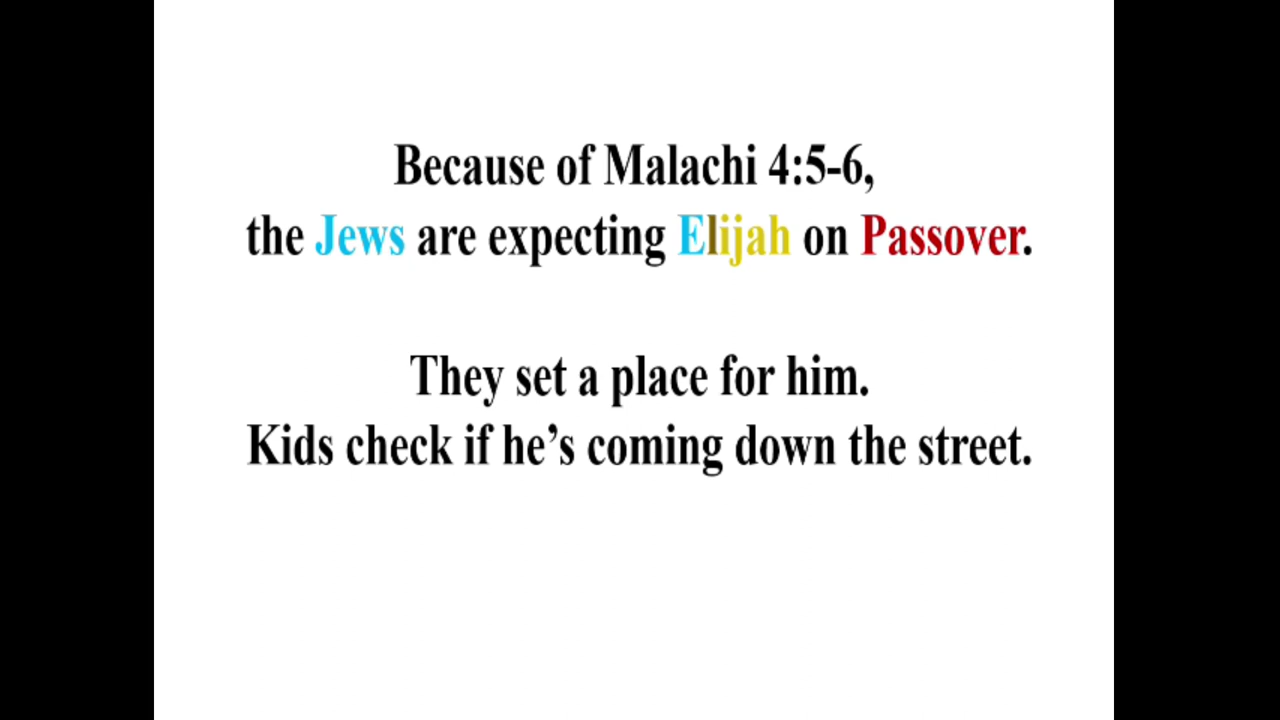 Because of Malachi 4:5-6,
the Jews are expecting Elijah on Passover.
They set a place for him.
Kids check if he’s coming down the street.